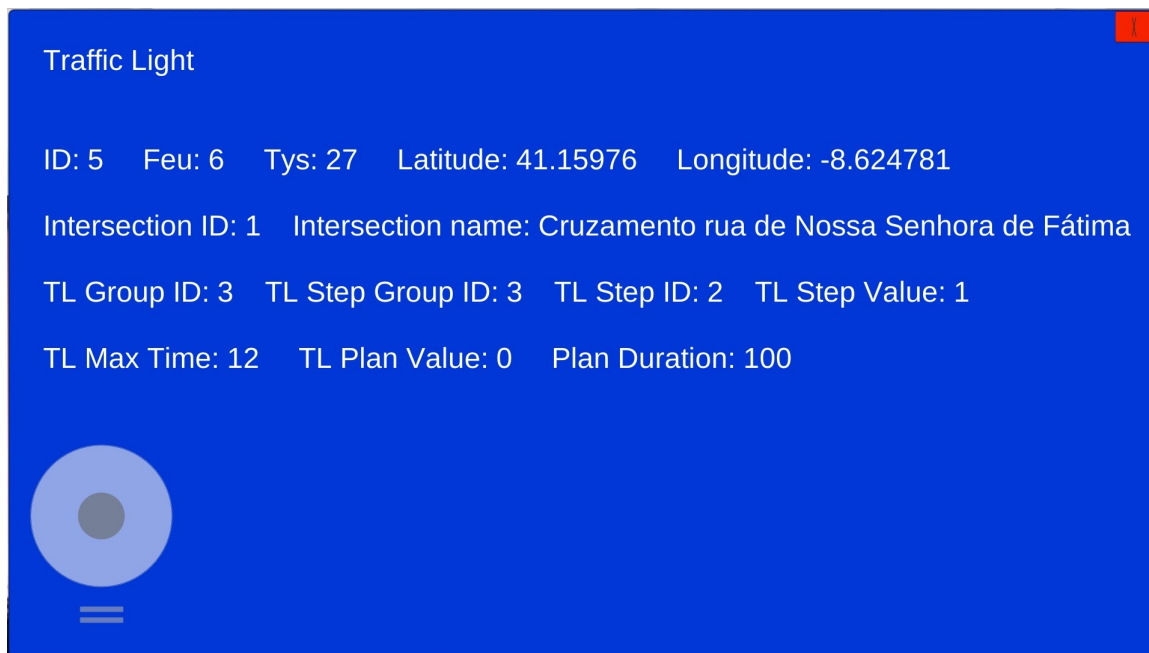 Traffic Light
ID: 5 Feu: 6 Tys: 27 Latitude: 41.15976 Longitude: -8.624781
Intersection ID: 1 Intersection name: Cruzamento rua de Nossa Senhora de Fátima
TL Group ID: 3 TL Step Group ID: 3 TL Step ID: 2 TL Step Value: 1
TL Max Time: 12 TL Plan Value: 0 Plan Duration: 100